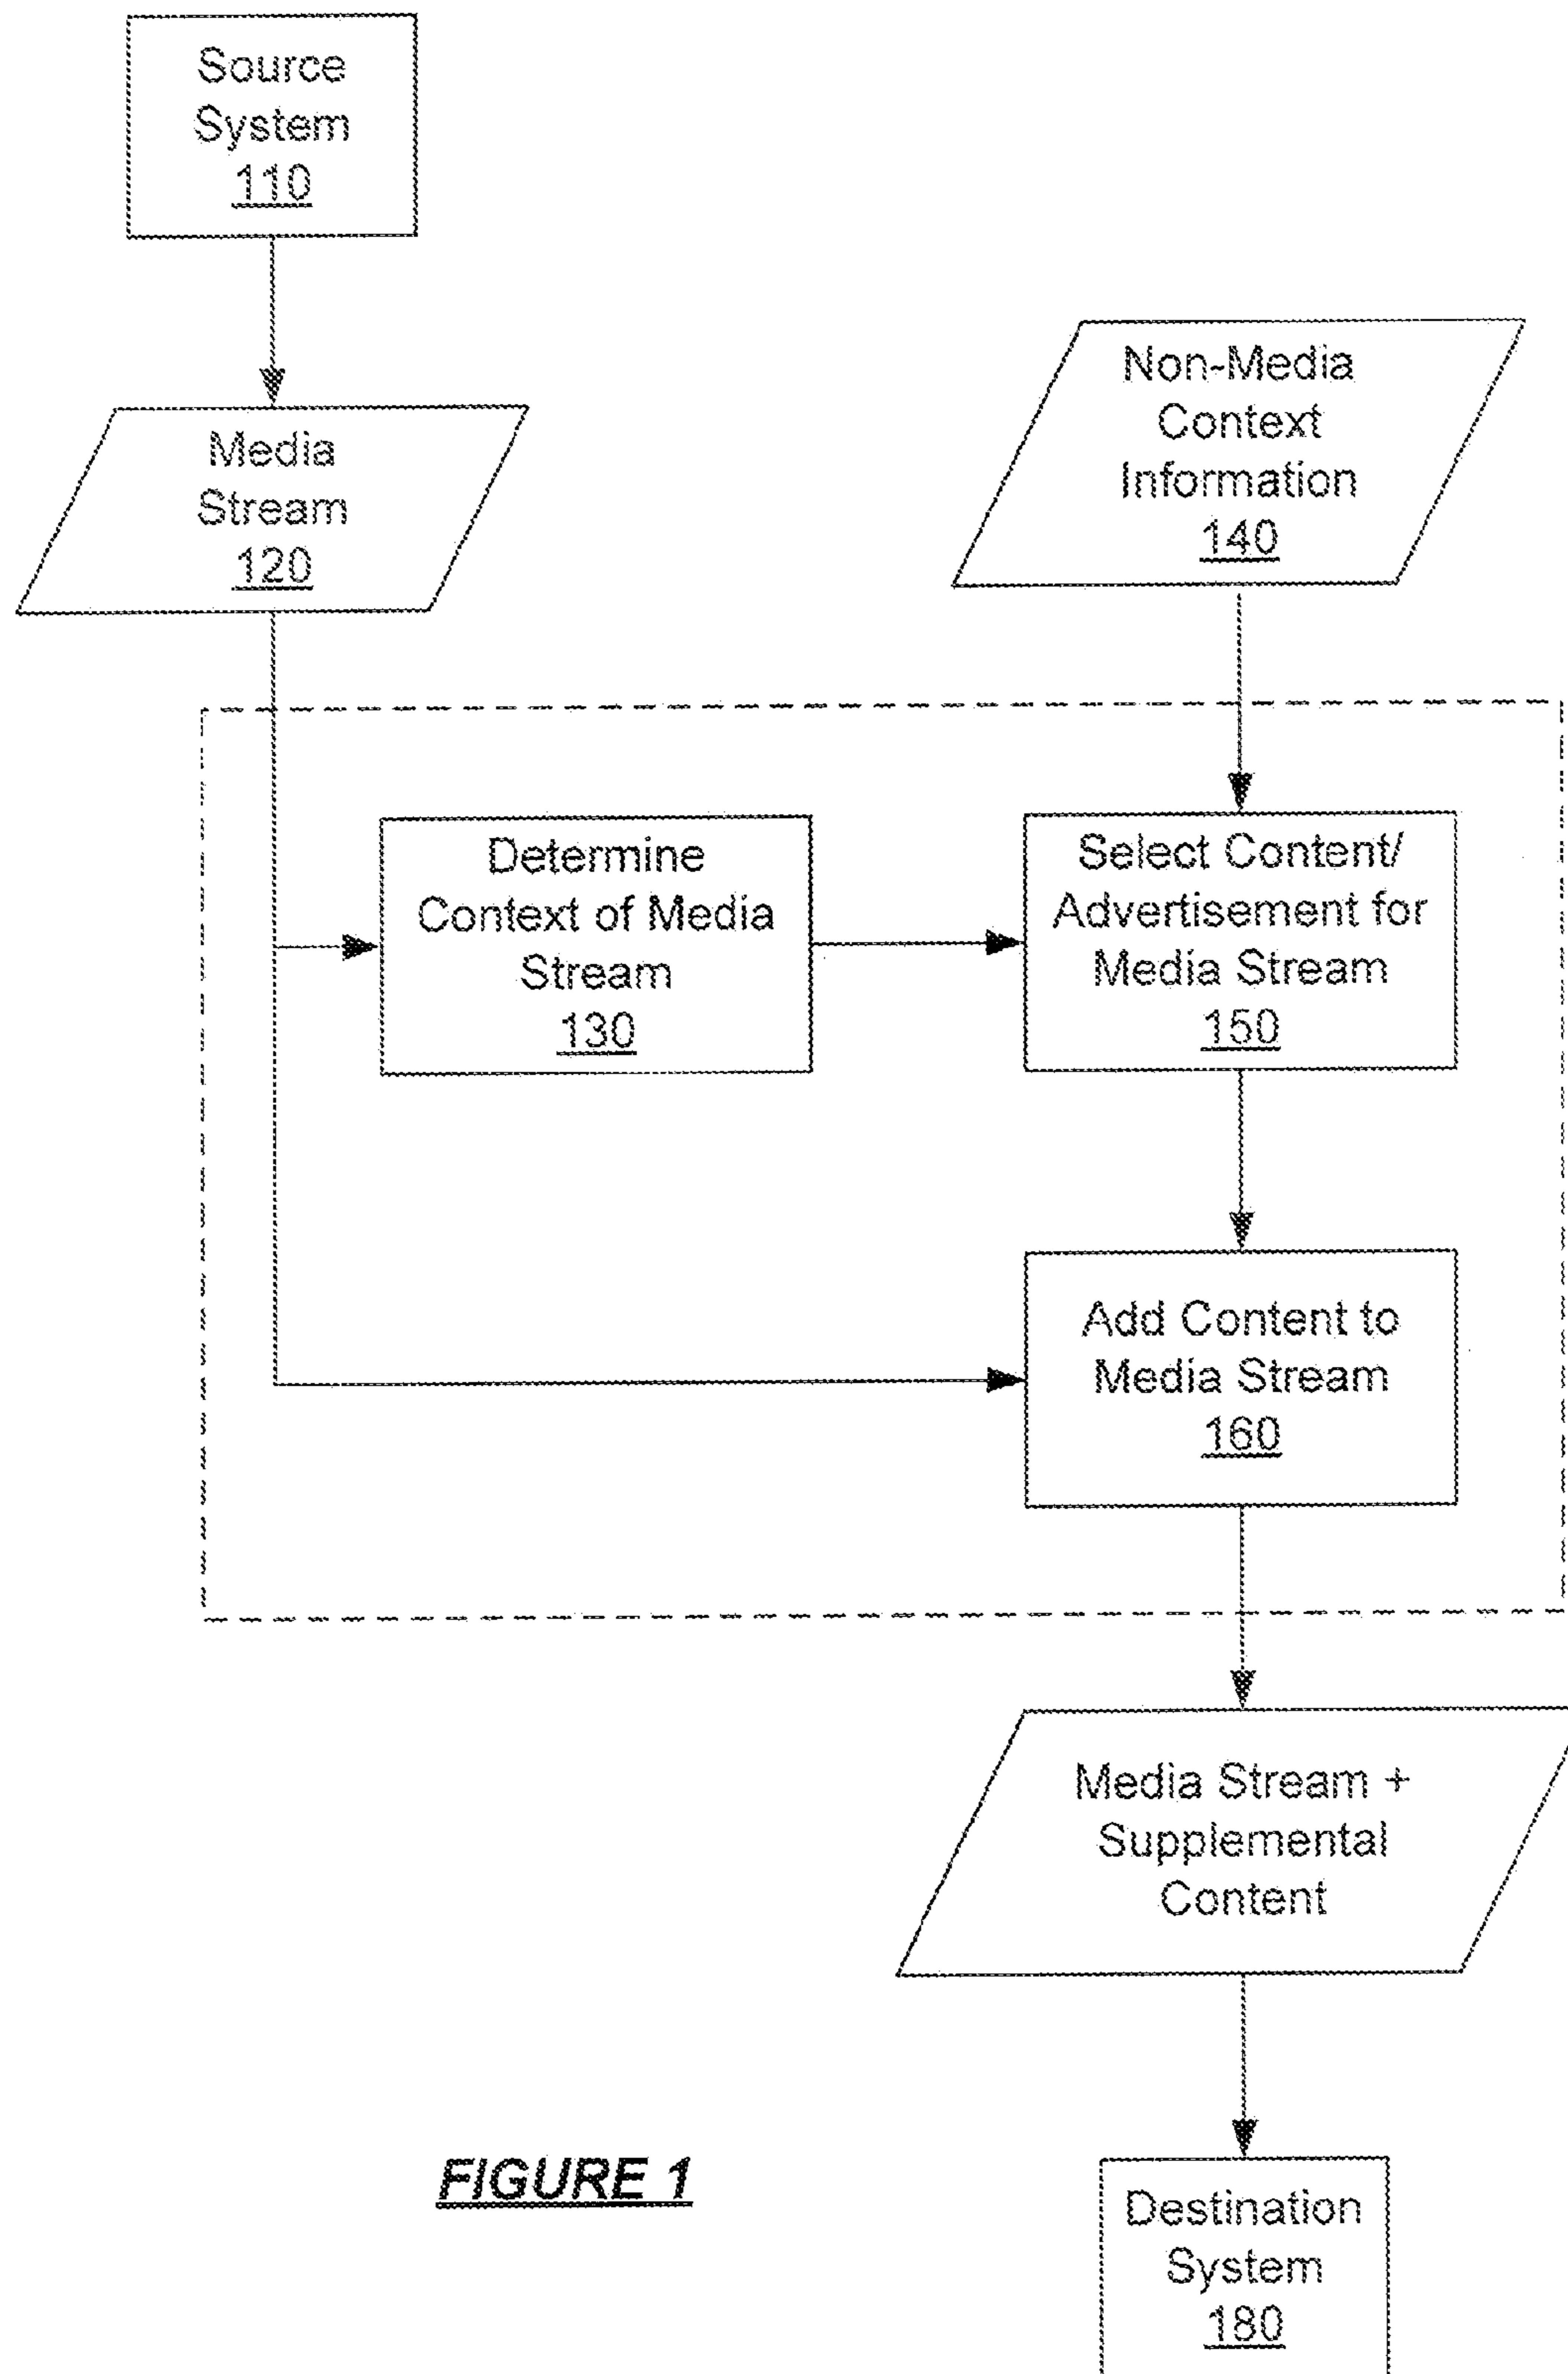 Source
System
110
Media
Stream
120
Non-Media
Context
Information
140
Determine
Context of Media
Stream
130
Select Content/
Advertisement for
Media Stream
150
Add Content to
Media Stream
160
Media Stream +
Supplemental
Content
FIGURE 1
Destination
System
180